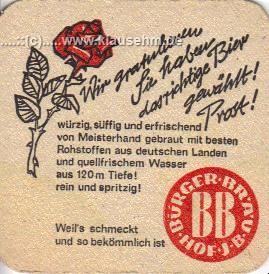 ....::::(c)....www.klausehm.de::::....
Wir gratulieren
Sie haben
das richtige Bier
gewählt!
Prost!
würzig, süffig und erfrischend
von Meisterhand gebraut mit besten
Rohstoffen aus deutschen Landen
und quellfrischem Wasser
aus 120 m Tiefe!
rein und spritzig!
Weil's schmeckt
und so bekömmlich ist
BÜRGER·BRÄU
BB
·HOF·J·B·